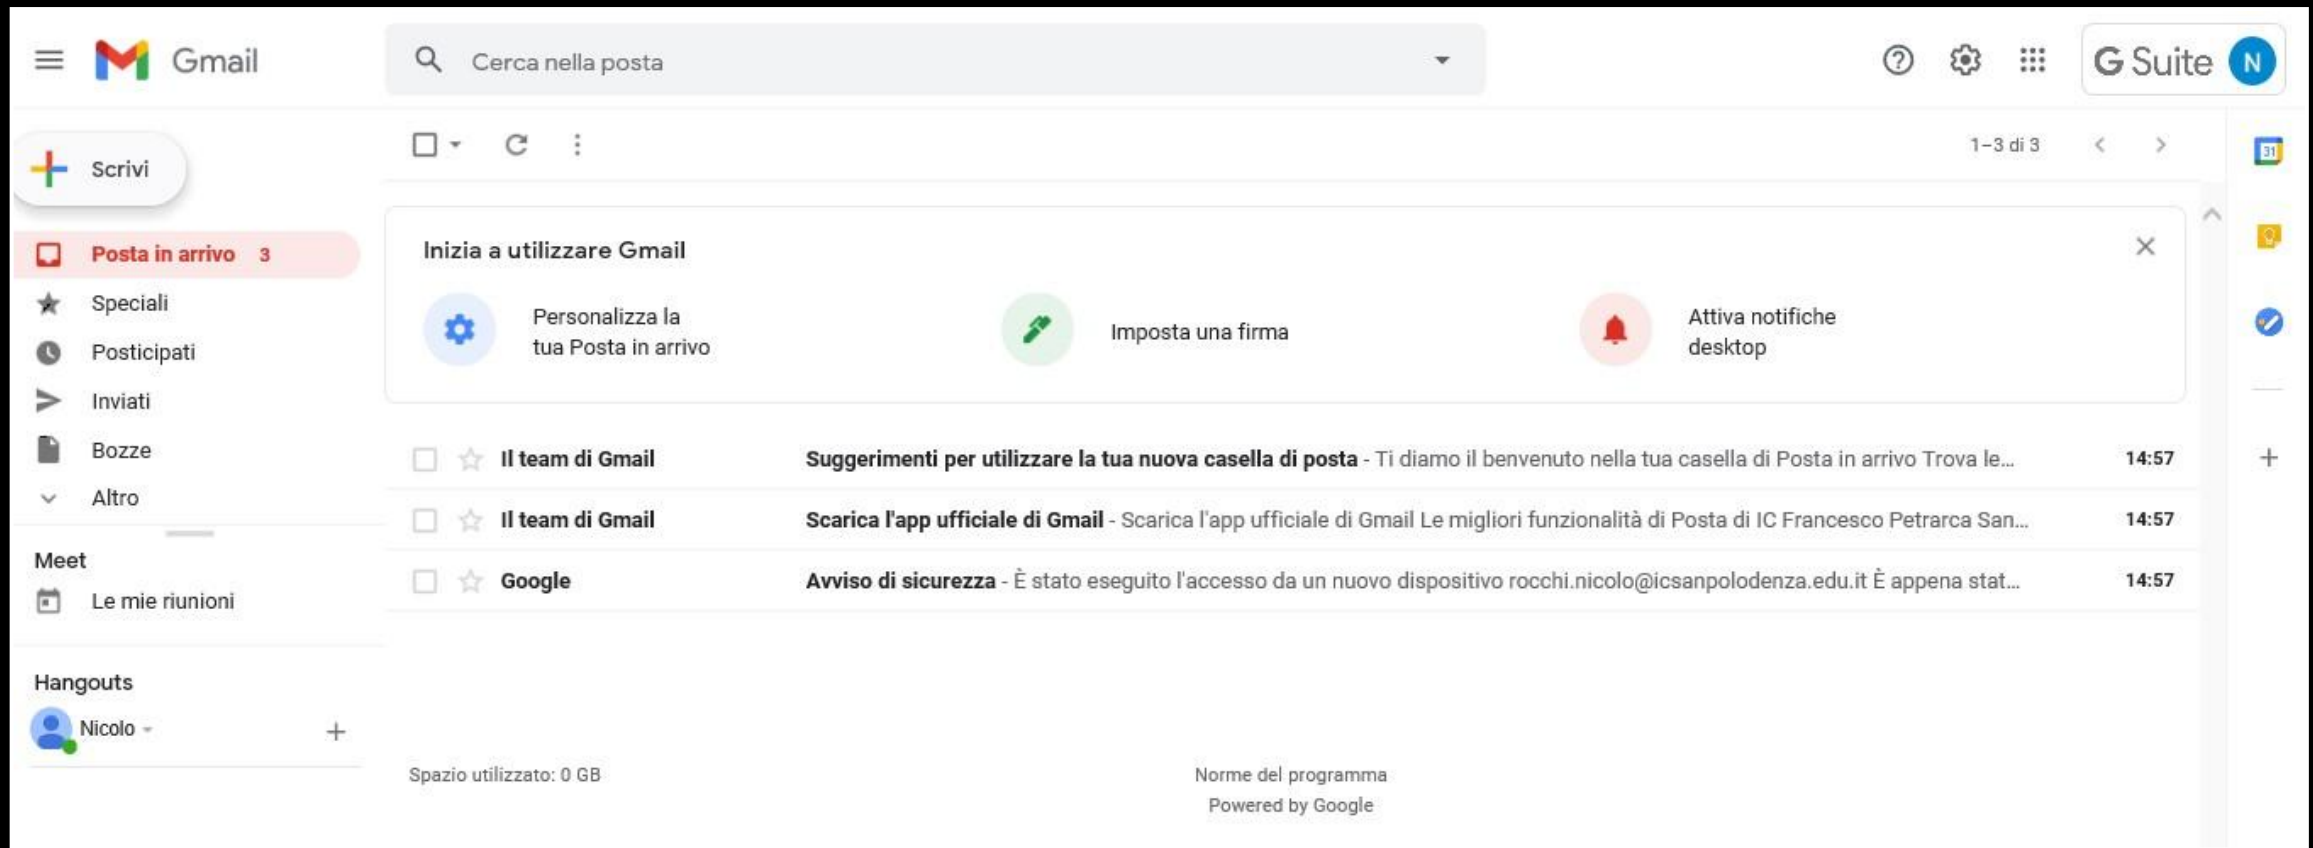 Gmail
Cerca nella posta
G Suite N
Scrivi
1–3 di 3
31
Posta in arrivo 3
Speciali
Posticipati
Inviati
Bozze
Altro
Meet
Le mie riunioni
Hangouts
Nicolo
Inizia a utilizzare Gmail
Personalizza la
tua Posta in arrivo
Imposta una firma
Attiva notifiche
desktop
Il team di Gmail Suggerimenti per utilizzare la tua nuova casella di posta - Ti diamo il benvenuto nella tua casella di Posta in arrivo Trova le... 14:57
Il team di Gmail Scarica l'app ufficiale di Gmail - Scarica l'app ufficiale di Gmail Le migliori funzionalità di Posta di IC Francesco Petrarca San... 14:57
Google Avviso di sicurezza - È stato eseguito l'accesso da un nuovo dispositivo rocchi.nicolo@icsanpolodenza.edu.it È appena stat... 14:57
Spazio utilizzato: 0 GB
Norme del programma
Powered by Google